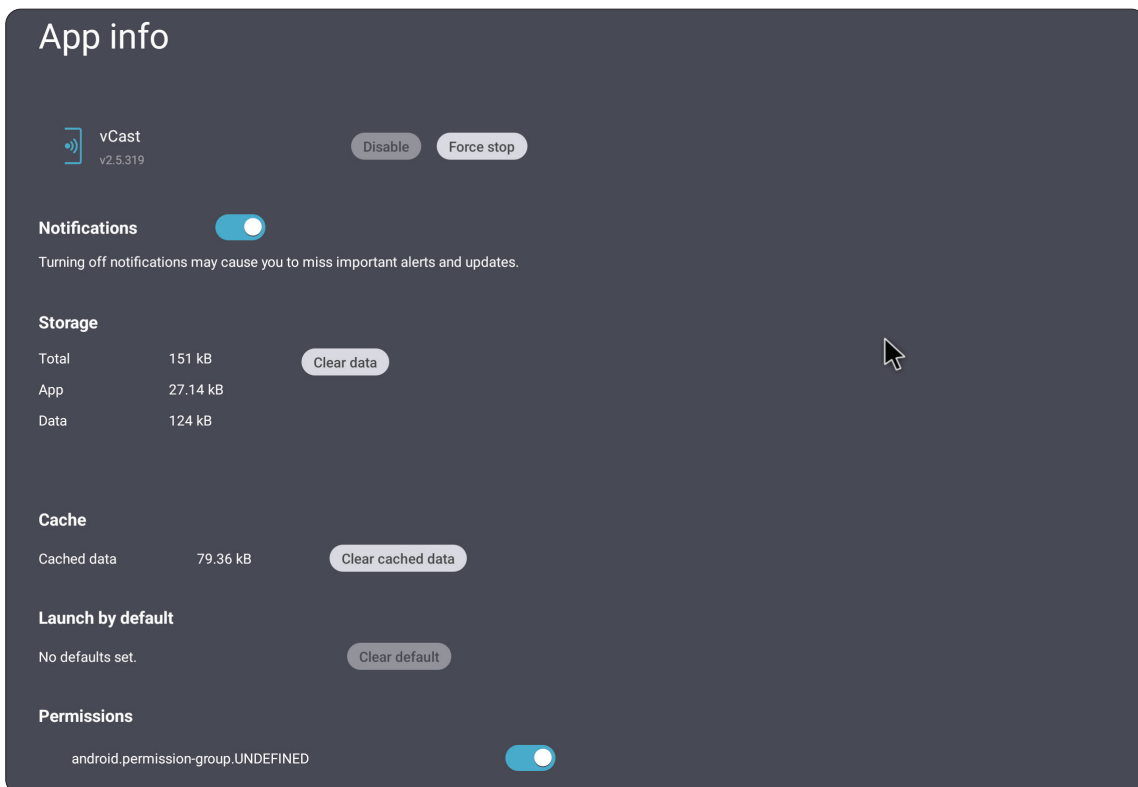 App info
vCast
v2.5.319
Disable
Force stop
Notifications
Turning off notifications may cause you to miss important alerts and updates.
Storage
Total 151 kB Clear data
App 27.14 kB
Data 124 kB
Cache
Cached data 79.36 kB Clear cached data
Launch by default
No defaults set. Clear default
Permissions
android.permission-group.UNDEFINED